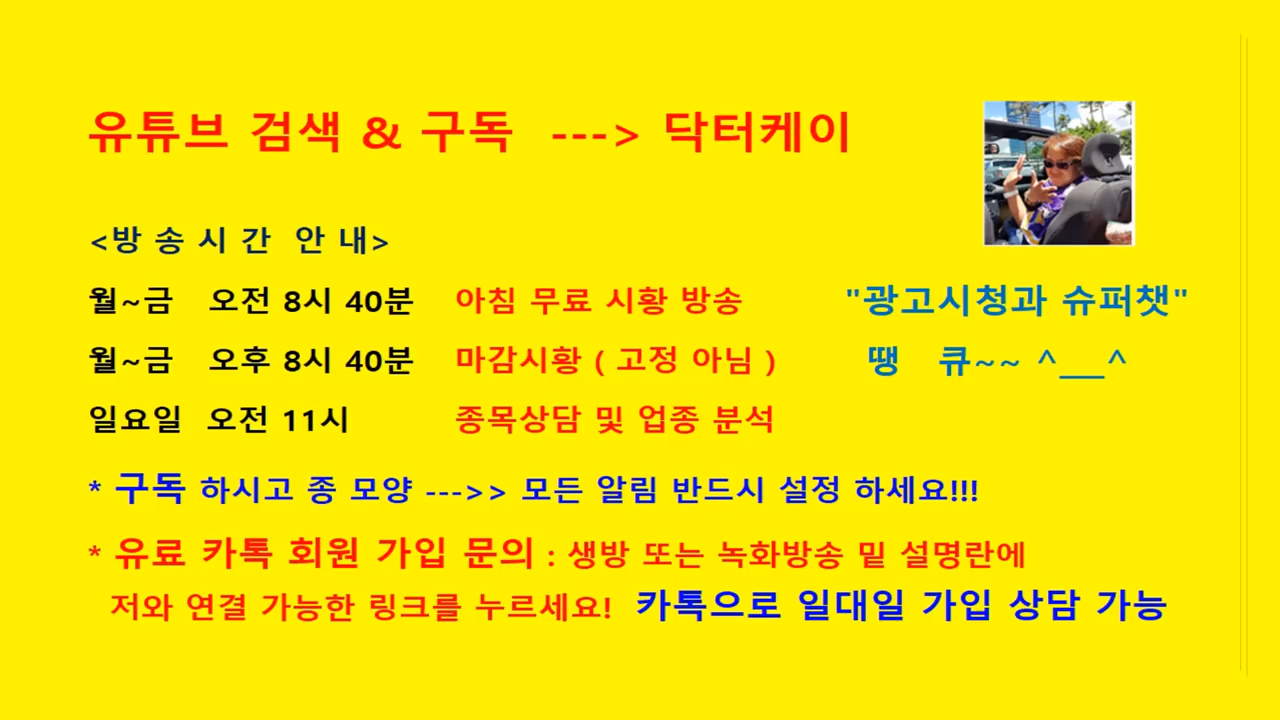 유튜브 검색 & 구독 ---> 닥터케이
<방 송 시 간 안 내>
월~금 오전 8시 40분 아침 무료 시황 방송 "광고시청과 슈퍼챗"
월~금 오후 8시 40분 마감시황 ( 고정 아님 ) 땡 큐~~ ^__^
일요일 오전 11시 종목상담 및 업종 분석
* 구독 하시고 종 모양 --->> 모든 알림 반드시 설정 하세요!!!
* 유료 카톡 회원 가입 문의 : 생방 또는 녹화방송 밑 설명란에
저와 연결 가능한 링크를 누르세요! 카톡으로 일대일 가입 상담 가능